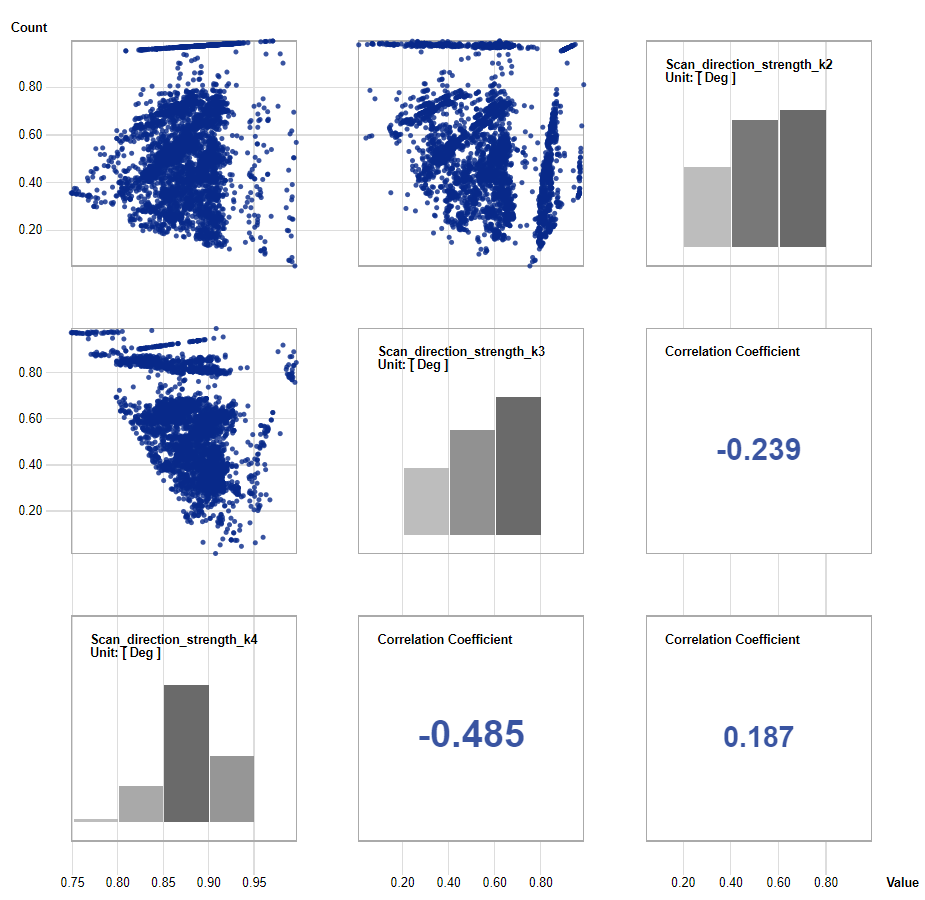 Count
Scan_direction_strength_k2
Unit: [ Deg ]
0.80
0.60
0.40
0.20
Scan_direction_strength_k3
Unit: [ Deg ]
Correlation Coefficient
-0.239
0.80
0.60
0.40
0.20
Scan_direction_strength_k4
Unit: [ Deg ]
Correlation Coefficient
-0.485
Correlation Coefficient
0.187
0.75 0.80 0.85 0.90 0.95 0.20 0.40 0.60 0.80 0.20 0.40 0.60 0.80 Value